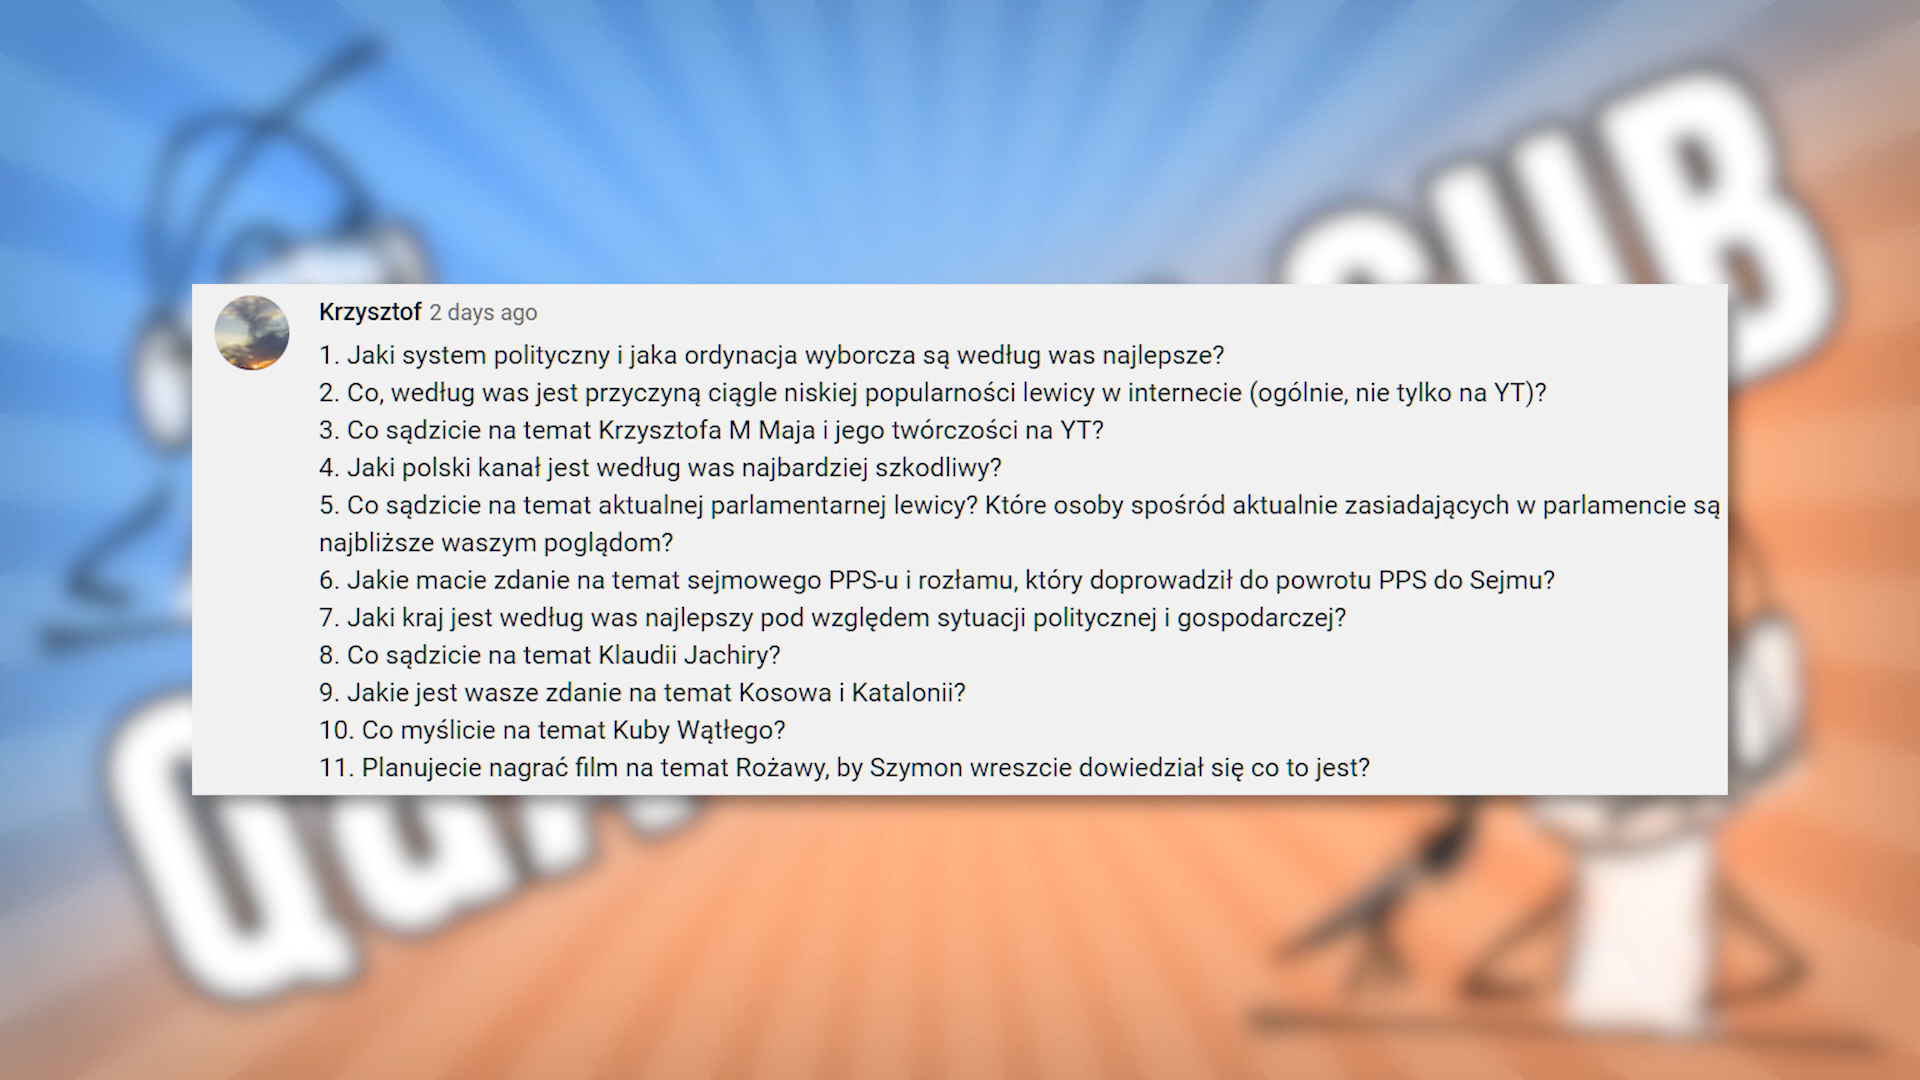 SUB
Krzysztof 2 days ago
1. Jaki system polityczny i jaka ordynacja wyborcza są według was najlepsze?
2. Co, według was jest przyczyną ciągle niskiej popularności lewicy w internecie (ogólnie, nie tylko na YT)?
3. Co sądzicie na temat Krzysztofa M Maja i jego twórczości na YT?
4. Jaki polski kanał jest według was najbardziej szkodliwy?
5. Co sądzicie na temat aktualnej parlamentarnej lewicy? Które osoby spośród aktualnie zasiadających w parlamencie są
najbliższe waszym poglądom?
6. Jakie macie zdanie na temat sejmowego PPS-u i rozłamu, który doprowadził do powrotu PPS do Sejmu?
7. Jaki kraj jest według was najlepszy pod względem sytuacji politycznej i gospodarczej?
8. Co sądzicie na temat Klaudii Jachiry?
9. Jakie jest wasze zdanie na temat Kosowa i Katalonii?
10. Co myślicie na temat Kuby Wątłego?
11. Planujecie nagrać film na temat Rożawy, by Szymon wreszcie dowiedział się co to jest?